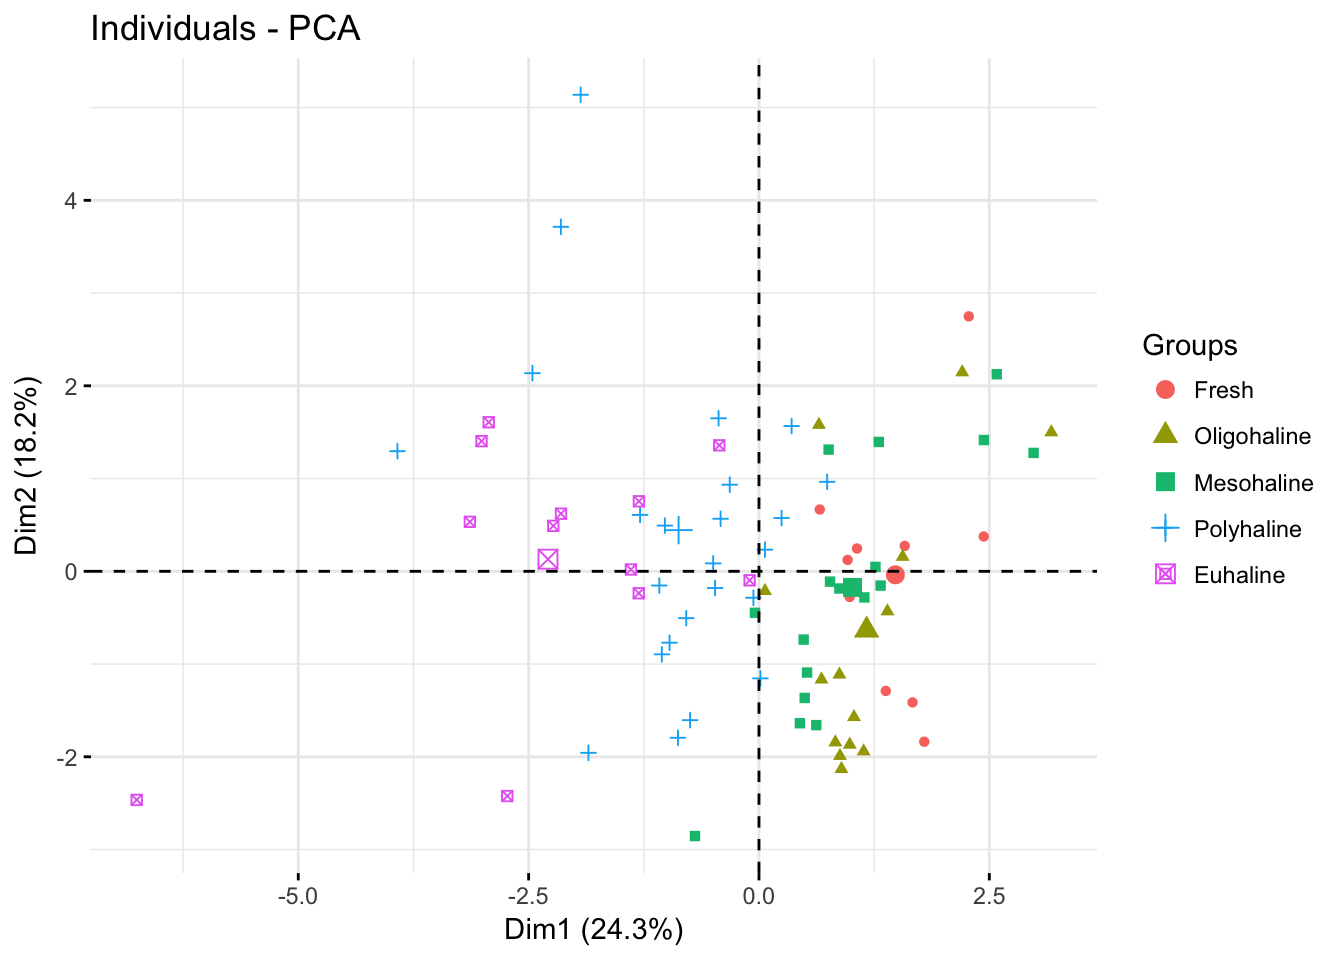 Individuals - PCA
Dim2 (18.2%)
4
2
0
-2
-5.0
-2.5
0.0
2.5
Dim1 (24.3%)
Groups
Fresh
Oligohaline
Mesohaline
Polyhaline
Euhaline